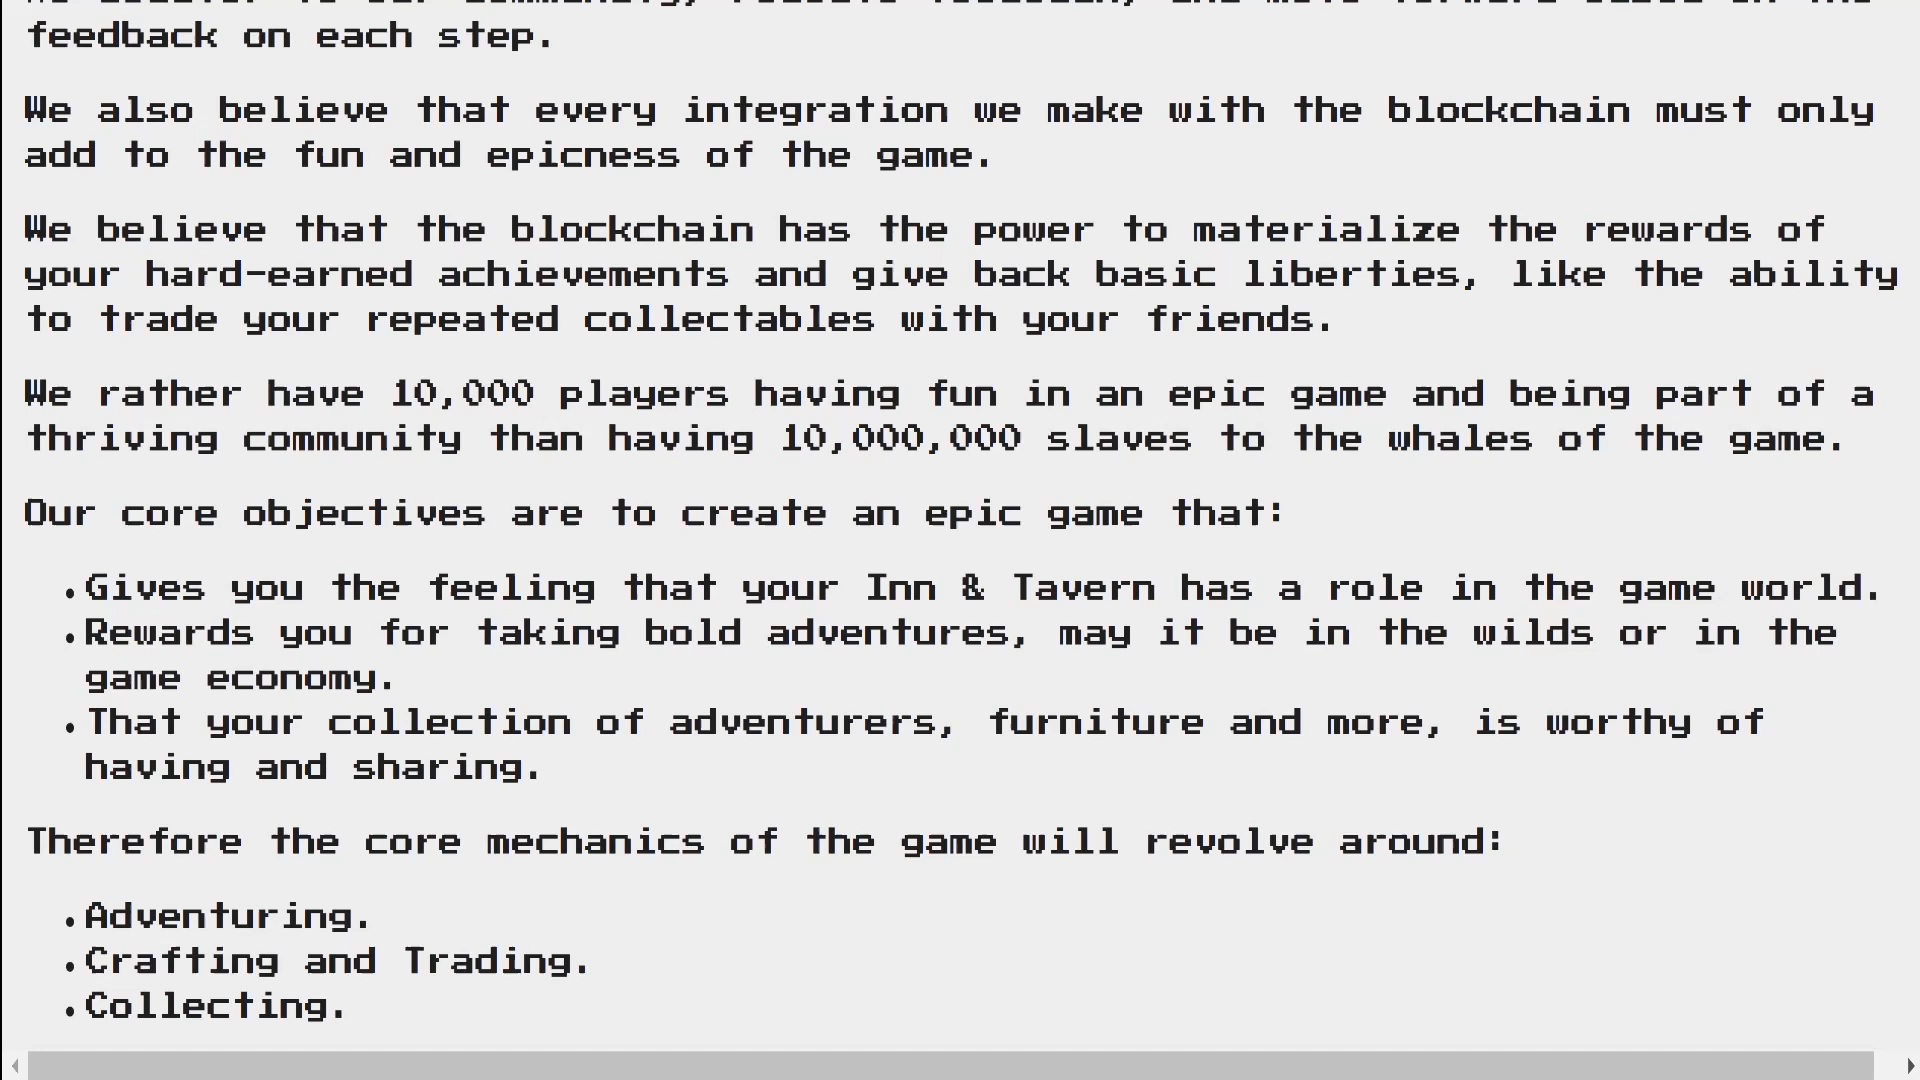 feedback on each step.
We also believe that every integration we make with the blockchain must only
add to the fun and epicness of the game.
We believe that the blockchain has the power to materialize the rewards of
your hard-earned achievements and give back basic liberties, like the ability
to trade your repeated collectables with your friends.
We rather have 10,000 players having fun in an epic game and being part of a
thriving community than having 10,000,000 slaves to the whales of the game.
Our core objectives are to create an epic game that:
• Gives you the feeling that your Inn & Tavern has a role in the game world.
• Rewards you for taking bold adventures, may it be in the wilds or in the
game economy.
• That your collection of adventurers, furniture and more, is worthy of
having and sharing.
Therefore the core mechanics of the game will revolve around:
• Adventuring.
• Crafting and Trading.
• Collecting.